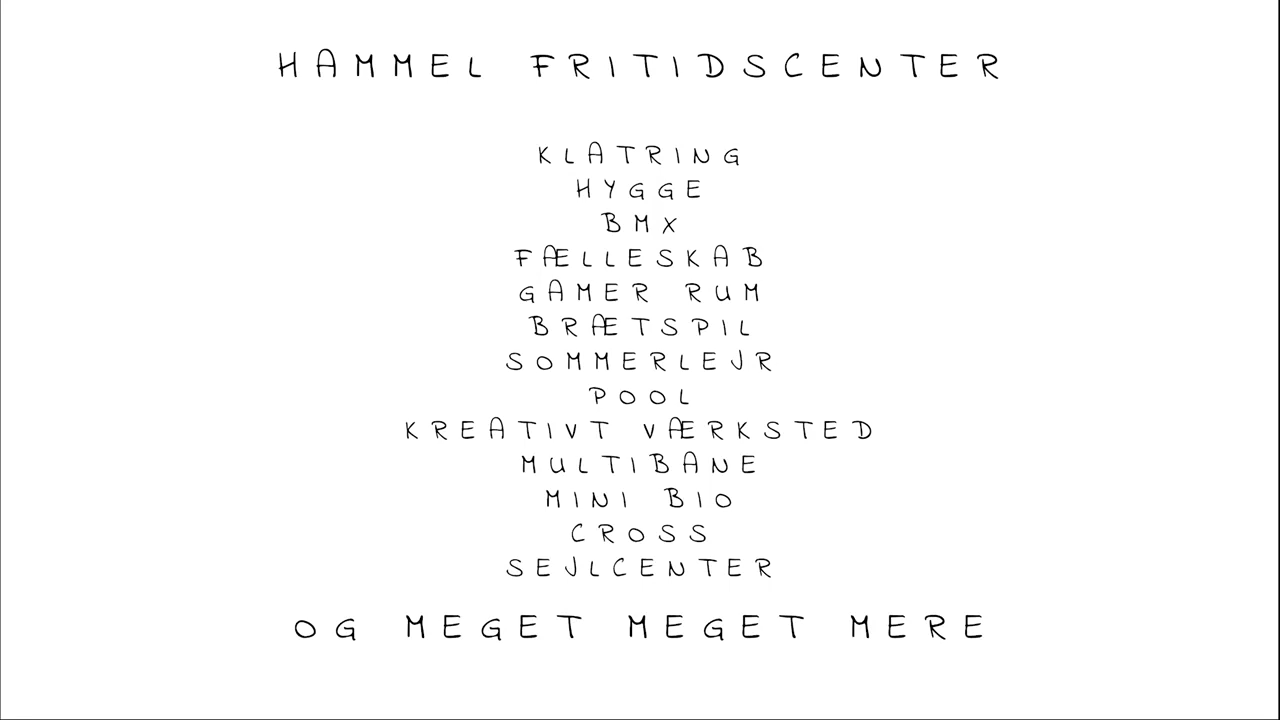 HAMMEL FRITIDSCENTER
KLATRING
HYGGE
BMX
FÆLLESKAB
GAMER RUM
BRÆTSPIL
SOMMERLEJR
POOL
KREATIVT VÆRKSTED
MULTIBANE
MINI BIO
CROSS
SEJLCENTER
OG MEGET MEGET MERE